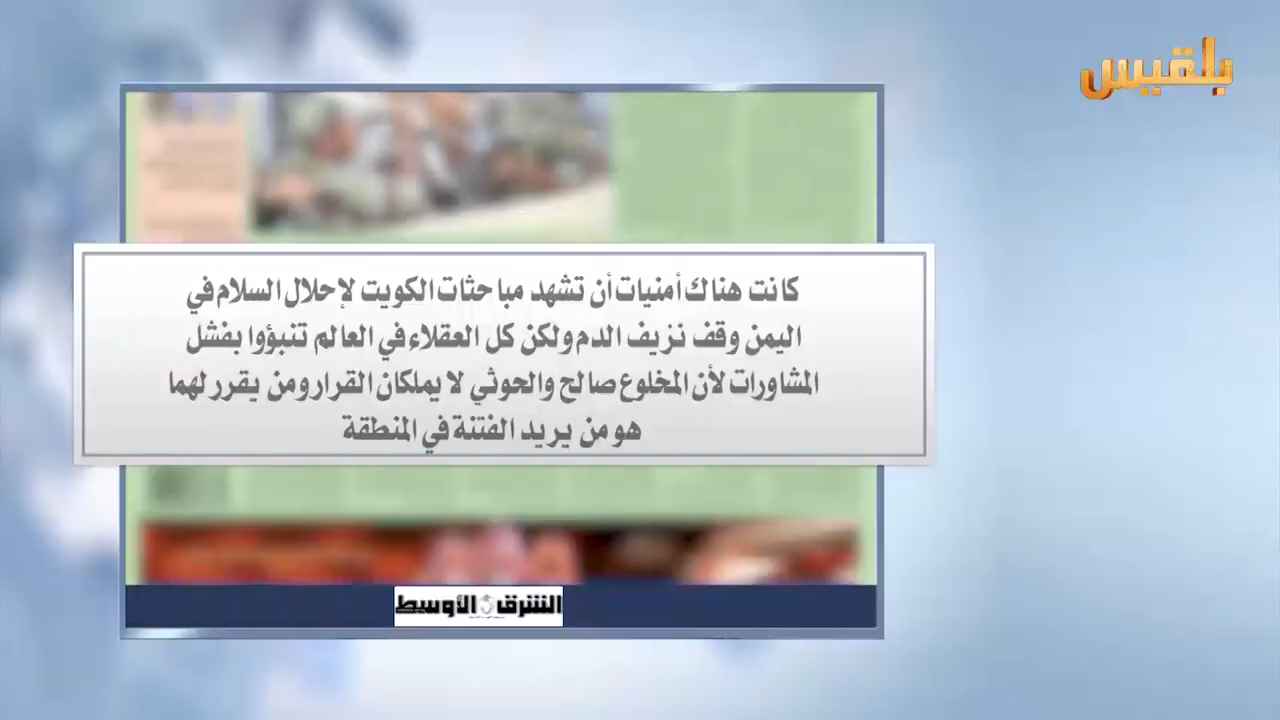 بلقيس
كانت هناك أمنيات أن تشهد مباحثات الكويت لإحلال السلام في
اليمن وقف نزيف الدم ولكن كل العقلاء في العالم تنبؤوا بفشل
المشاورات لأن المخلوع صالح والحوثي لا يملكان القرار ومن يقرر لهما
هو من يريد الفتنة في المنطقة
الشرق الأوسط